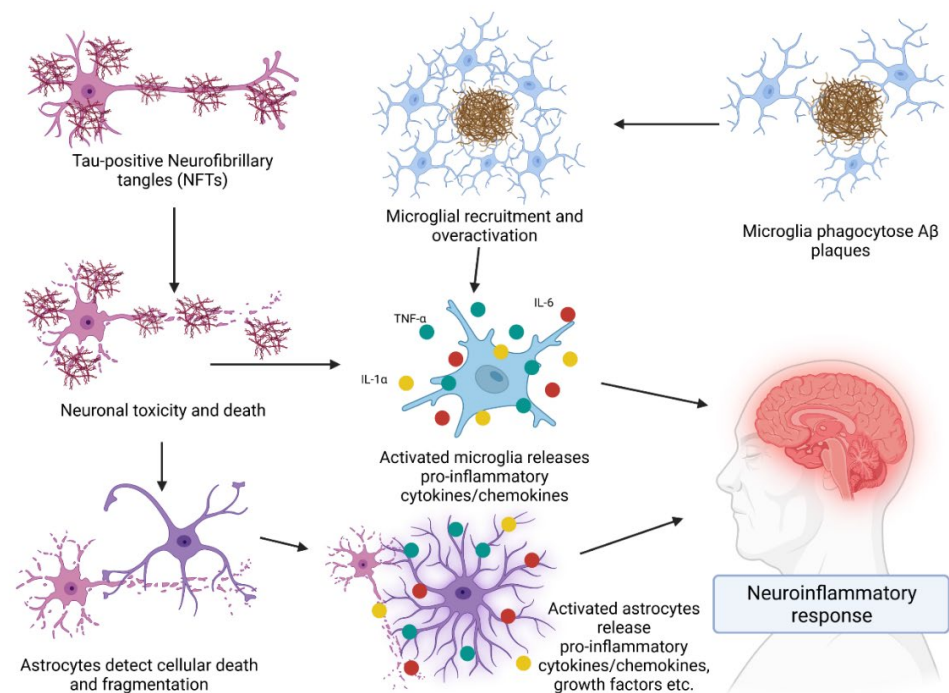 Tau-positive Neurofibrillary
tangles (NFTs)
Microglial recruitment and
overactivation
Microglia phagocytose Aβ
plaques
TNF-α
IL-6
IL-1α
Neuronal toxicity and death
Activated microglia releases
pro-inflammatory
cytokines/chemokines
Astrocytes detect cellular death
and fragmentation
Activated astrocytes
release
pro-inflammatory
cytokines/chemokines,
growth factors etc.
Neuroinflammatory
response